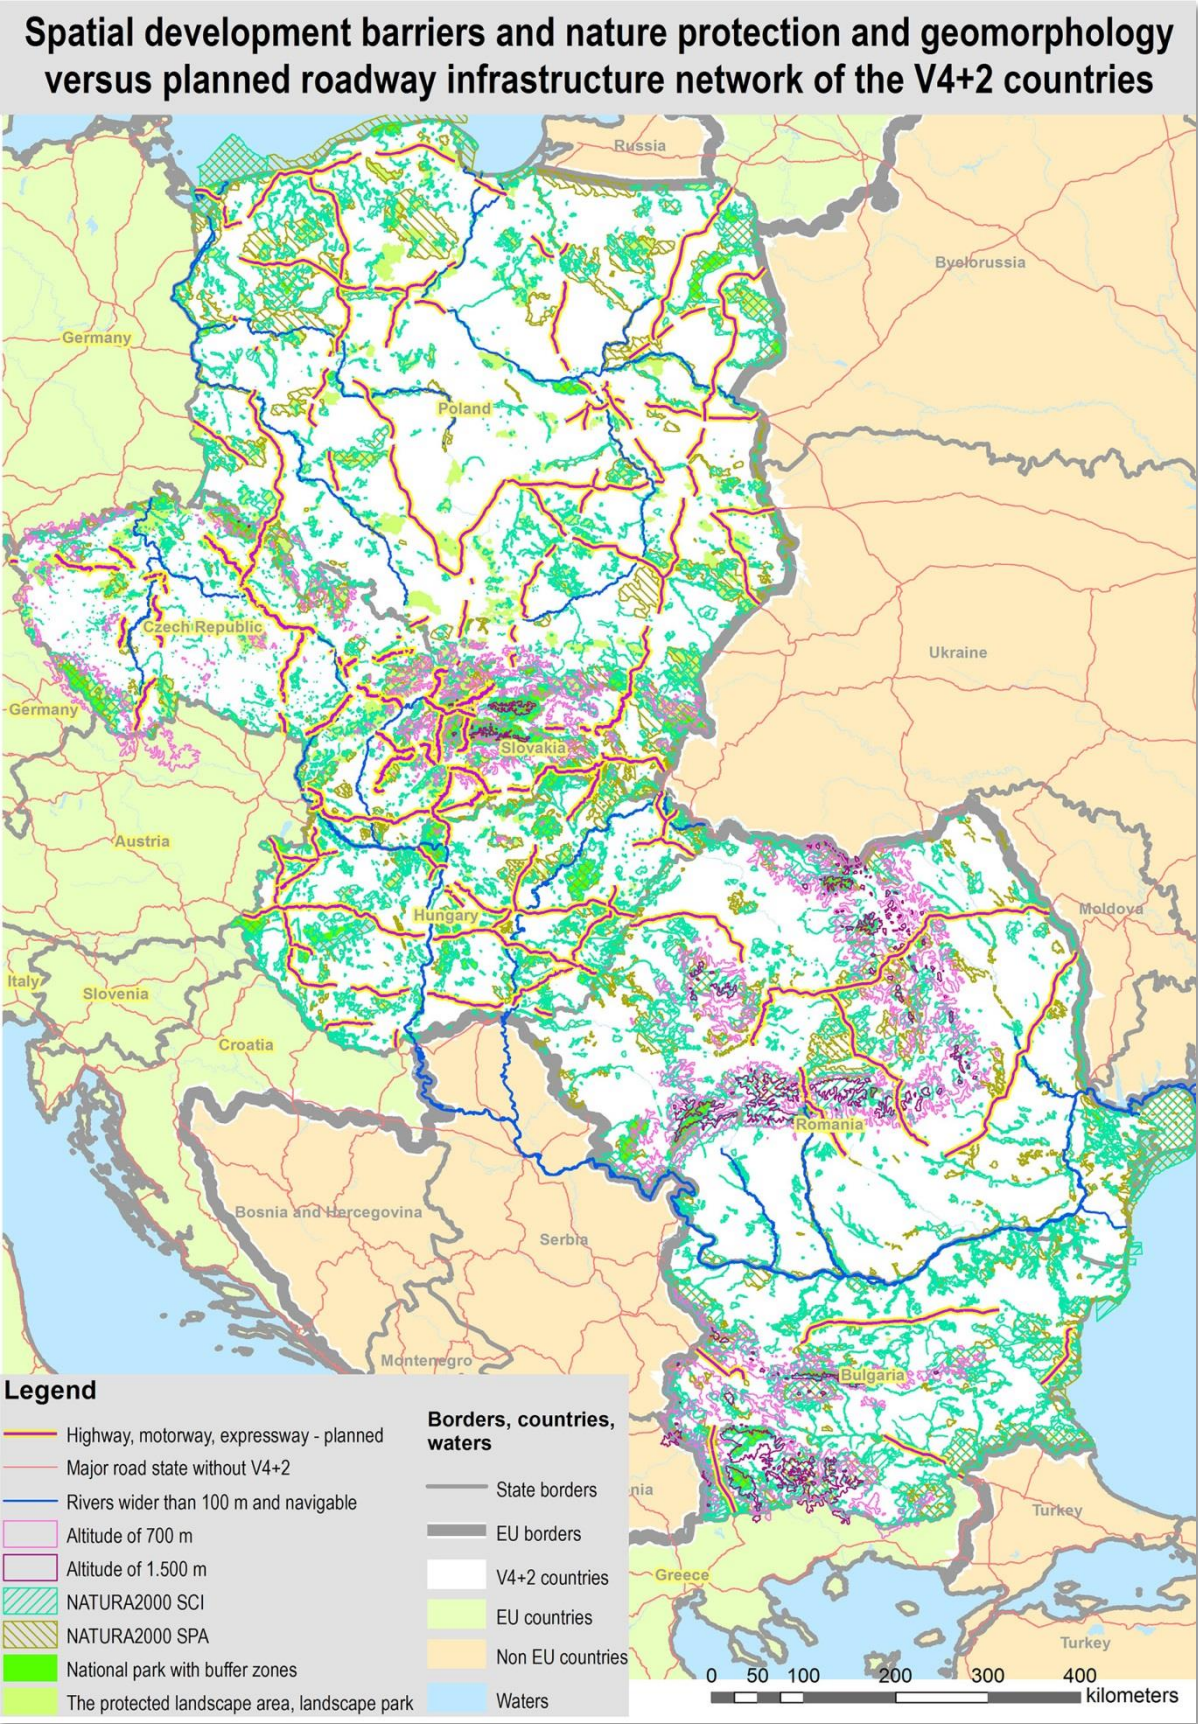 Spatial development barriers and nature protection and geomorphology
versus planned roadway infrastructure network of the V4+2 countries
Russia
Byelorussia
Germany
Poland
Czech Republic
Ukraine
Germany
Slovakia
Austria
Hungary
Moldova
Italy
Slovenia
Croatia
Romania
Bosnia and Hercegovina
Serbia
Montenegro
Bulgaria
nia
Turkey
Greece
Turkey
Legend
Highway, motorway, expressway - planned
Major road state without V4+2
Rivers wider than 100 m and navigable
Altitude of 700 m
Altitude of 1.500 m
NATURA2000 SCI
NATURA2000 SPA
National park with buffer zones
The protected landscape area, landscape park
Borders, countries,
waters
State borders
EU borders
V4+2 countries
EU countries
Non EU countries
Waters
0 50 100 200 300 400
kilometers